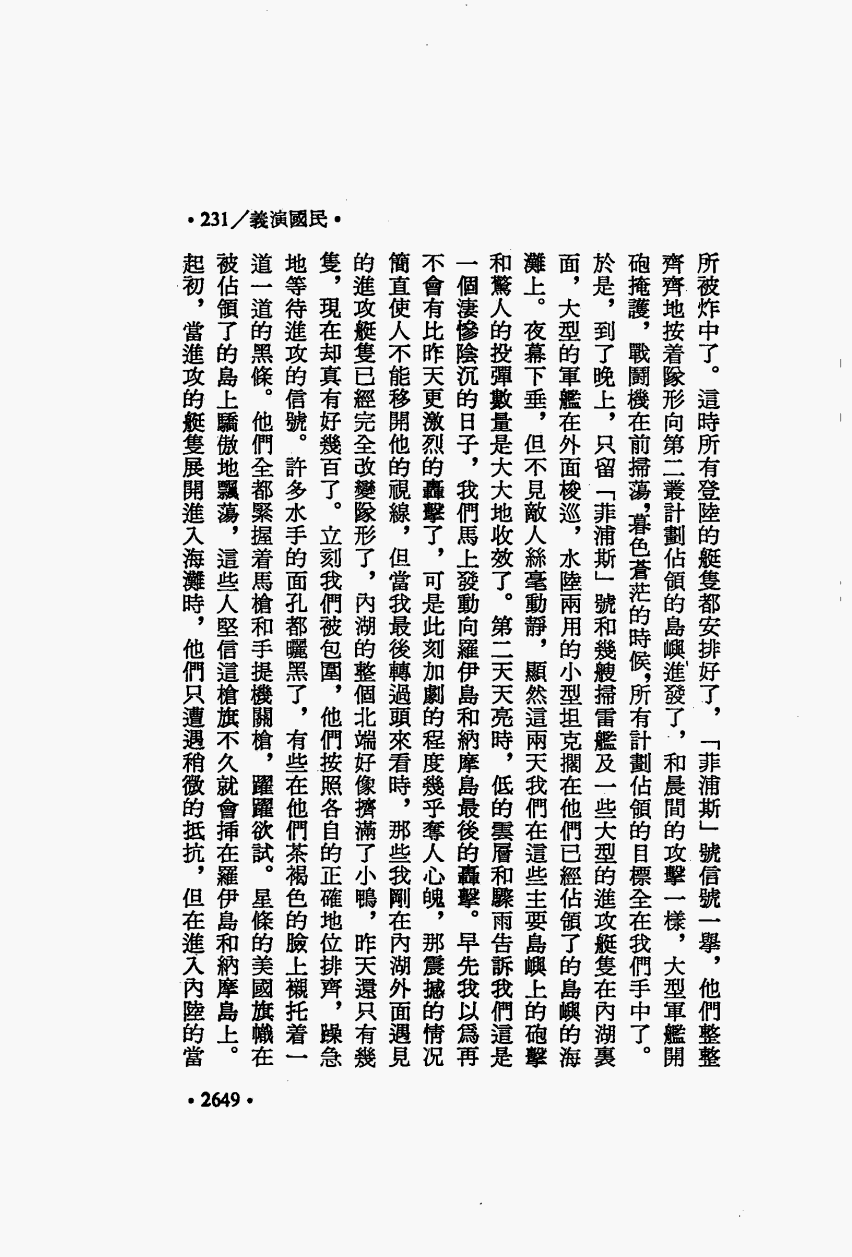 •231／義演國民•
所被炸中了。這時所有登陸的艇隻都安排好了，「菲浦斯」號信號一擧，他們整整
齊齊地按着隊形向第二叢計劃佔領的島嶼進發了，和晨間的攻擊一樣，大型軍艦開
砲掩護，戰鬪機在前掃蕩，暮色蒼茫的時候，所有計劃佔領的目標全在我們手中了。
於是，到了晚上，只留「菲浦斯」號和幾艘掃雷艦及一些大型的進攻艇隻在內湖裏
面，大型的軍艦在外面梭巡，水陸兩用的小型坦克擱在他們已經佔領了的島嶼的海
灘上。夜幕下垂，但不見敵人絲毫動靜，顯然這兩天我們在這些主要島嶼上的砲擊
和驚人的投彈數量是大大地收效了。第二天天亮時，低的雲層和驟雨告訴我們這是
一個淒慘陰沉的日子，我們馬上發動向羅伊島和納摩島最後的轟擊。早先我以爲再
不會有比昨天更激烈的轟擊了，可是此刻加劇的程度幾乎奪人心魄，那震撼的情况
簡直使人不能移開他的視線，但當我最後轉過頭來看時，那些我剛在內湖外面遇見
的進攻艇隻已經完全改變隊形了，內湖的整個北端好像擠滿了小鴨，昨天還只有幾
隻，現在却真有好幾百了。立刻我們被包圍，他們按照各自的正確地位排齊，躁急
地等待進攻的信號。許多水手的面孔都曬黑了，有些在他們茶褐色的臉上襯托着一
道一道的黑條。他們全都緊握着馬槍和手提機關槍，躍躍欲試。星條的美國旗幟在
被佔領了的島上驕傲地飄蕩，這些人堅信這槍旗不久就會揷在羅伊島和納摩島上。
起初，當進攻的艇隻展開進入海灘時，他們只遭遇稍微的抵抗，但在進入內陸的當
•2649•